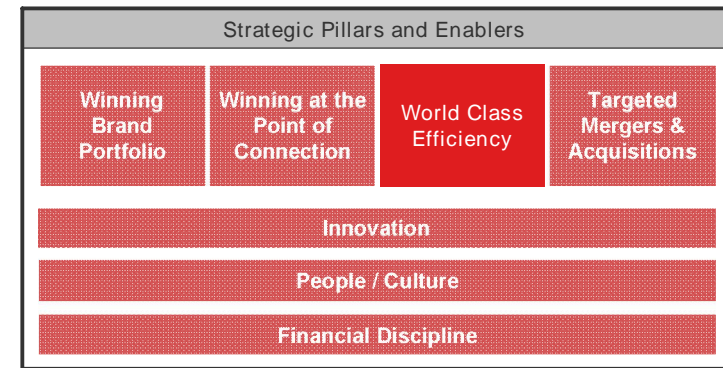 Strategic Pillars and Enablers
Winning
Brand
Portfolio
Winning at the
Point of
Connection
World Class
Efficiency
Targeted
Mergers &
Acquisitions
Innovation
People / Culture
Financial Discipline